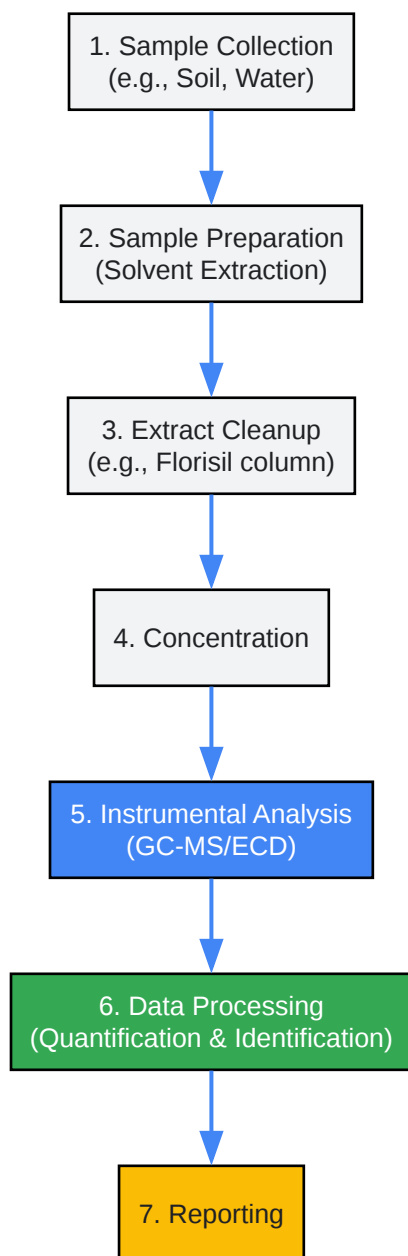 1. Sample Collection
(e.g., Soil, Water)
2. Sample Preparation
(Solvent Extraction)
3. Extract Cleanup
(e.g., Florisil column)
4. Concentration
5. Instrumental Analysis
(GC-MS/ECD)
6. Data Processing
(Quantification & Identification)
7. Reporting